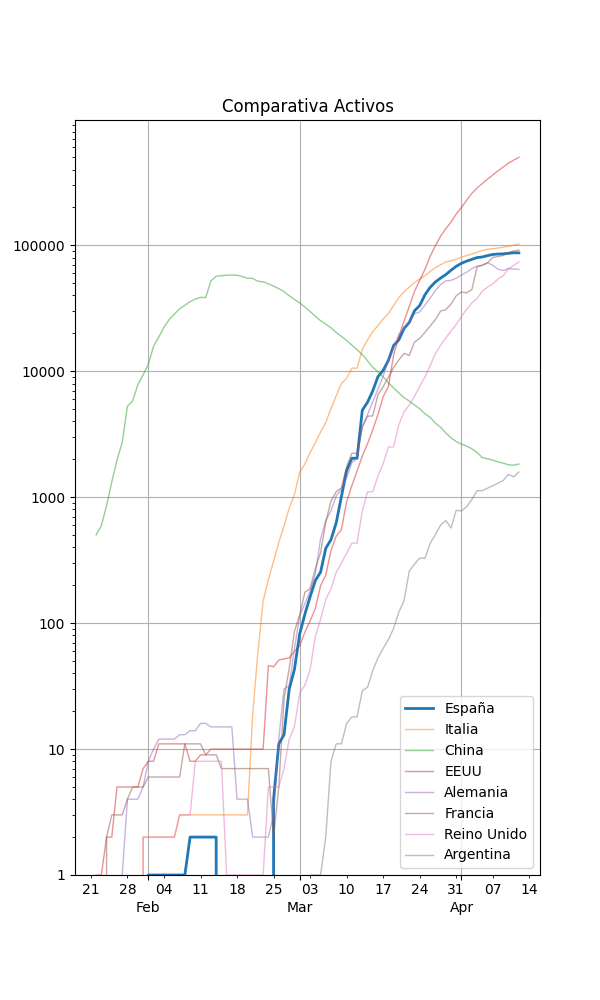 Comparativa Activos
100000
10000
1000
100
10
1
España
Italia
China
EEUU
Alemania
Francia
Reino Unido
Argentina
21 28 04 11 18 25 03 10 17 24 31 07 14
Feb Mar Apr